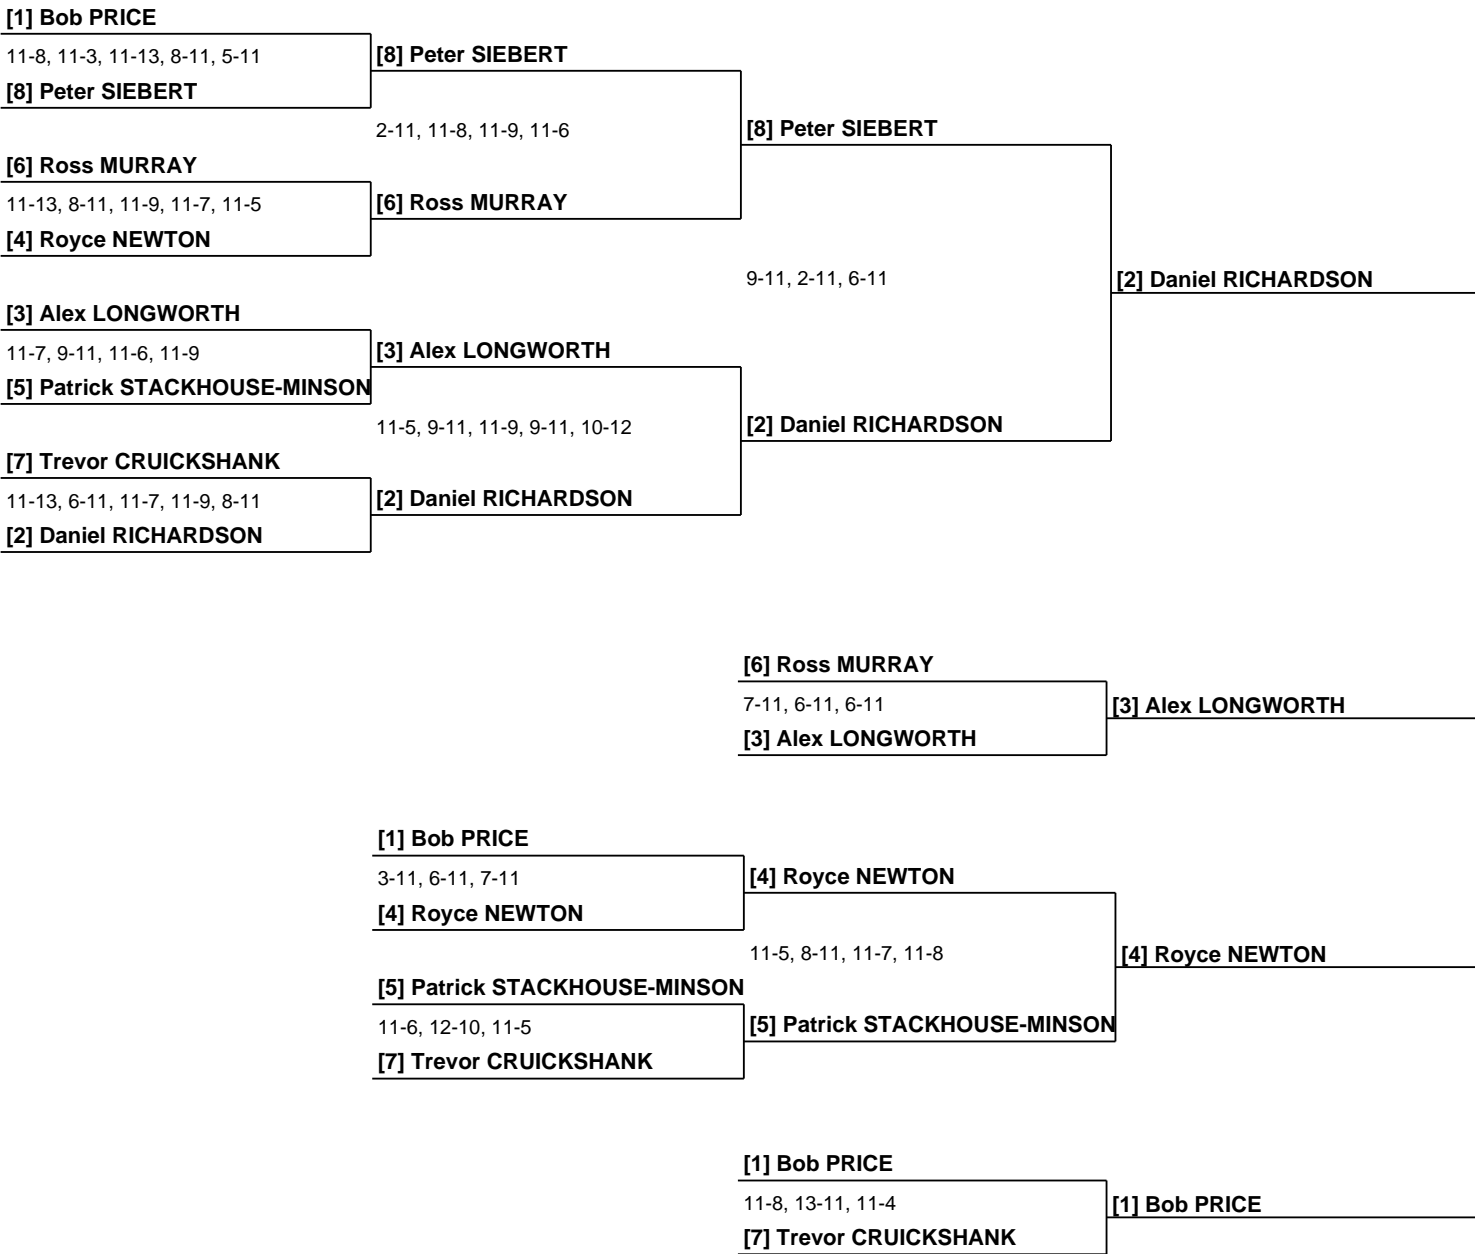 [1] Bob PRICE
11-8, 11-3, 11-13, 8-11, 5-11
[8] Peter SIEBERT
[8] Peter SIEBERT
2-11, 11-8, 11-9, 11-6
[8] Peter SIEBERT
[6] Ross MURRAY
11-13, 8-11, 11-9, 11-7, 11-5
[6] Ross MURRAY
[4] Royce NEWTON
9-11, 2-11, 6-11
[2] Daniel RICHARDSON
[3] Alex LONGWORTH
11-7, 9-11, 11-6, 11-9
[3] Alex LONGWORTH
[5] Patrick STACKHOUSE-MINSON
11-5, 9-11, 11-9, 9-11, 10-12
[2] Daniel RICHARDSON
[7] Trevor CRUICKSHANK
11-13, 6-11, 11-7, 11-9, 8-11
[2] Daniel RICHARDSON
[2] Daniel RICHARDSON
[6] Ross MURRAY
7-11, 6-11, 6-11
[3] Alex LONGWORTH
[3] Alex LONGWORTH
[1] Bob PRICE
3-11, 6-11, 7-11
[4] Royce NEWTON
[4] Royce NEWTON
11-5, 8-11, 11-7, 11-8
[4] Royce NEWTON
[5] Patrick STACKHOUSE-MINSON
11-6, 12-10, 11-5
[5] Patrick STACKHOUSE-MINSON
[7] Trevor CRUICKSHANK
[1] Bob PRICE
11-8, 13-11, 11-4
[1] Bob PRICE
[7] Trevor CRUICKSHANK